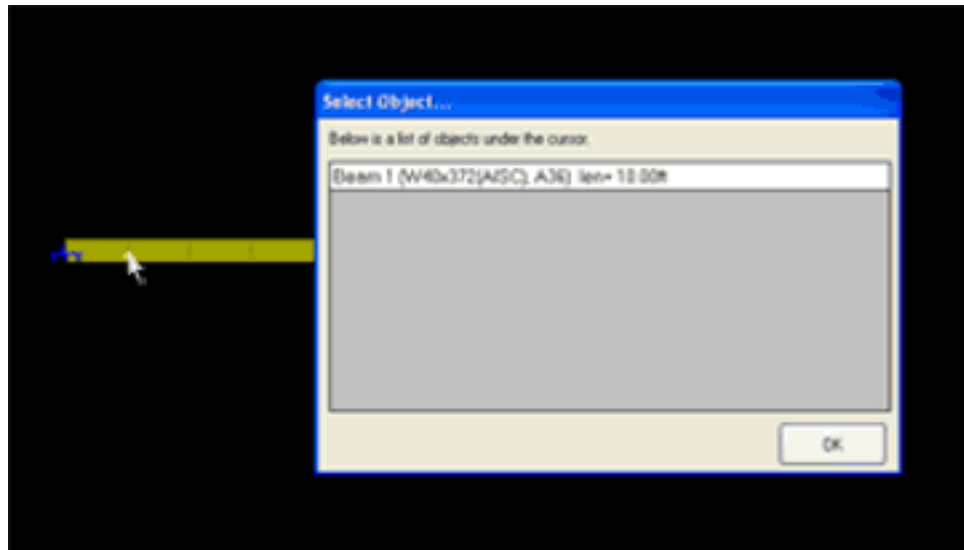 Select Object...
Below is a list of objects under the cursor.
Beam 1 (W40x372(AISC), A36) len= 10.00ft
OK